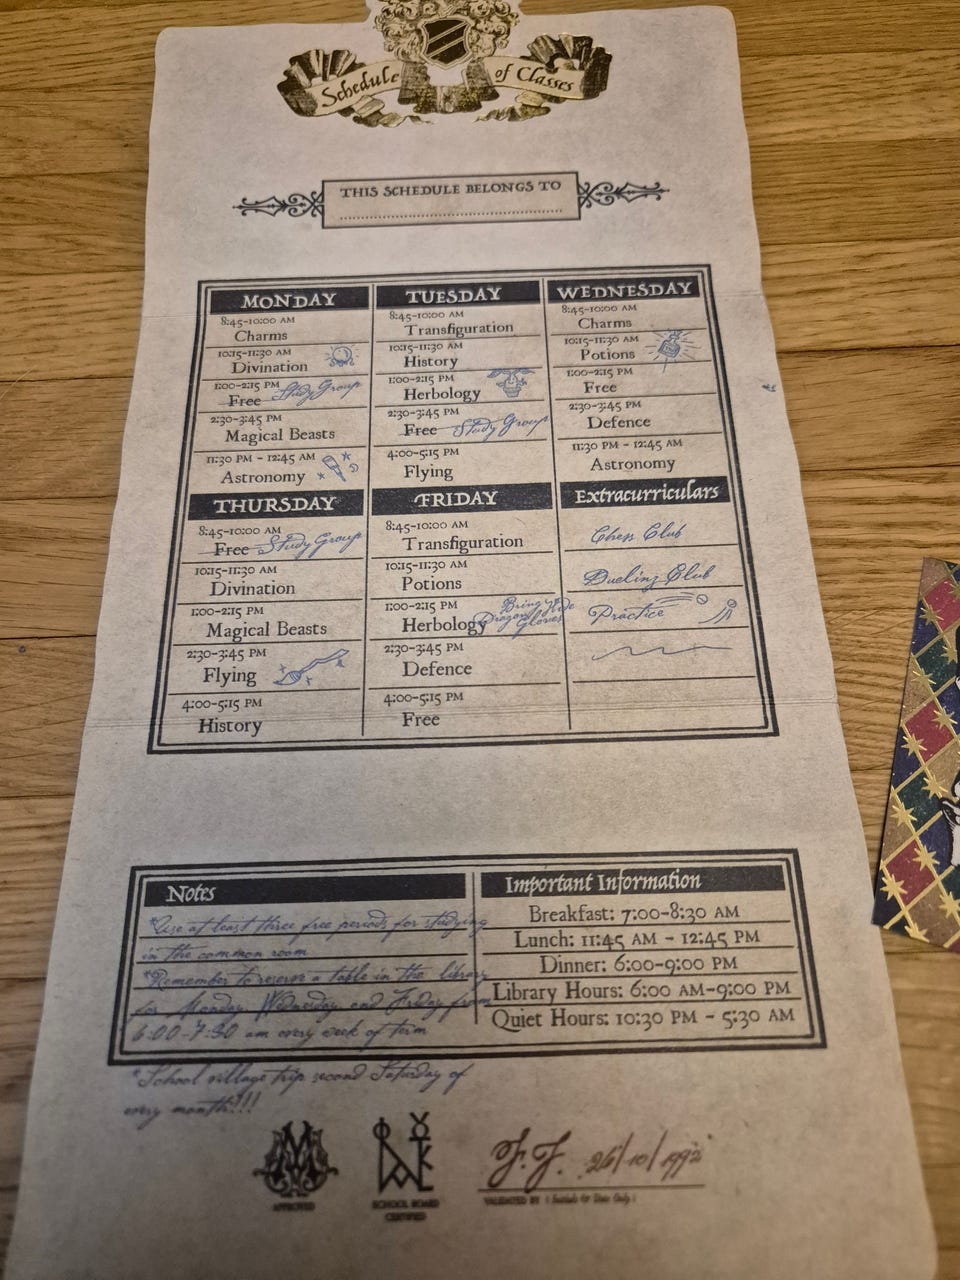 Schedule of Classes
THIS SCHEDULE BELONGS TO
MONDAY
8:45-10:00 AM
Charms
10:15-11:30 AM
Divination
1:00-2:15 PM
Free Study Group
2:30-3:45 PM
Magical Beasts
11:30 PM - 12:45 AM
Astronomy
TUESDAY
8:45-10:00 AM
Transfiguration
10:15-11:30 AM
History
1:00-2:15 PM
Herbology
2:30-3:45 PM
Free Study Group
4:00-5:15 PM
Flying
WEDNESDAY
8:45-10:00 AM
Charms
10:15-11:30 AM
Potions
1:00-2:15 PM
Free
2:30-3:45 PM
Defence
11:30 PM - 12:45 AM
Astronomy
THURSDAY
8:45-10:00 AM
Free Study Group
10:15-11:30 AM
Divination
1:00-2:15 PM
Magical Beasts
2:30-3:45 PM
Flying
4:00-5:15 PM
History
FRIDAY
8:45-10:00 AM
Transfiguration
10:15-11:30 AM
Potions
1:00-2:15 PM
Herbology
Bring
Dragon
Gloves
2:30-3:45 PM
Defence
4:00-5:15 PM
Free
Extracurriculars
Chess Club
Dueling Club
Practice
Notes
*Use at least three free periods for studying
in the common room
*Remember to reserve a table in the library
for Monday, Wednesday and Friday from
6:00-7:30 am every week of term
*School village trip second Saturday of
every month!!!
Important Information
Breakfast: 7:00-8:30 AM
Lunch: 11:45 AM - 12:45 PM
Dinner: 6:00-9:00 PM
Library Hours: 6:00 AM-9:00 PM
Quiet Hours: 10:30 PM - 5:30 AM
APPROVED
SCHOOL BOARD
CERTIFIED
F. F. 26/10/1992
VALIDATED BY (Initials & Date Only)